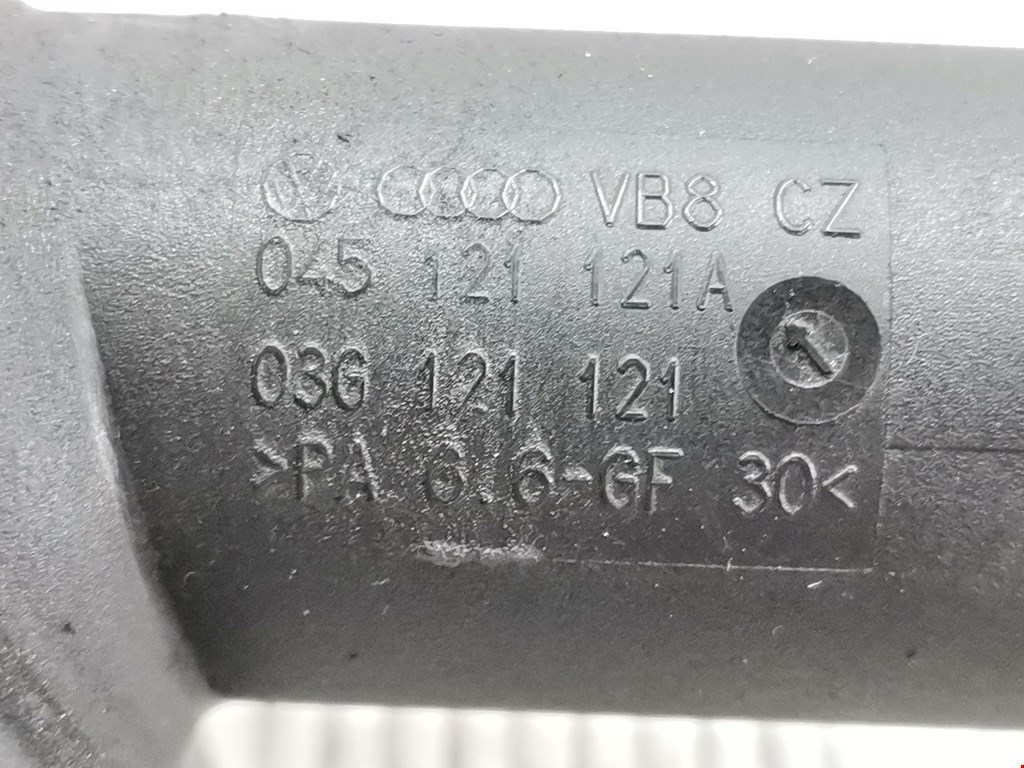 VB8 CZ
045 121 121A
03G 121 121
>PA 6.6-GF 30<